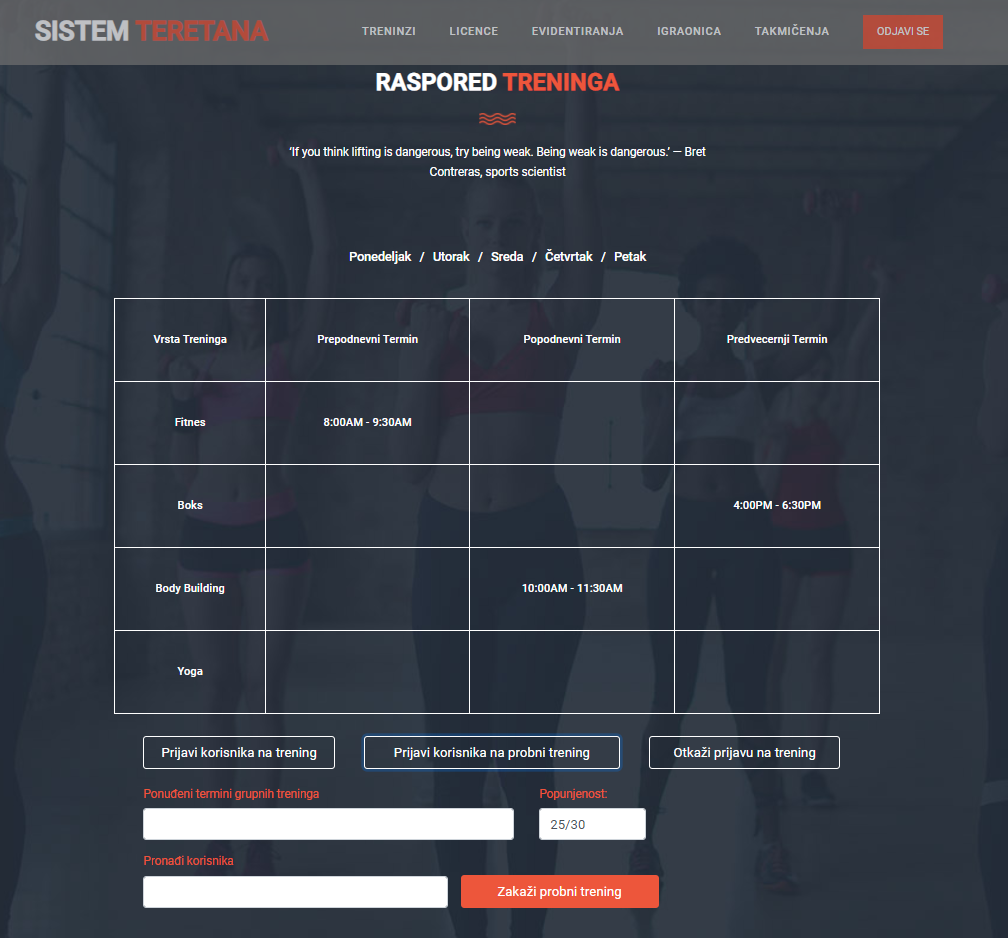 SISTEM TERETANA
TRENINZI LICENCE EVIDENTIRANJA IGRAONICA TAKMIČENJA ODJAVI SE
RASPORED TRENINGA
‘If you think lifting is dangerous, try being weak. Being weak is dangerous.’ — Bret
Contreras, sports scientist
Ponedeljak / Utorak / Sreda / Četvrtak / Petak
Vrsta Treninga Prepodnevni Termin Popodnevni Termin Predvecernji Termin
Fitnes 8:00AM - 9:30AM
Boks 4:00PM - 6:30PM
Body Building 10:00AM - 11:30AM
Yoga
Prijavi korisnika na trening Prijavi korisnika na probni trening Otkaži prijavu na trening
Ponuđeni termini grupnih treninga Popunjenost:
25/30
Pronađi korisnika
Zakaži probni trening